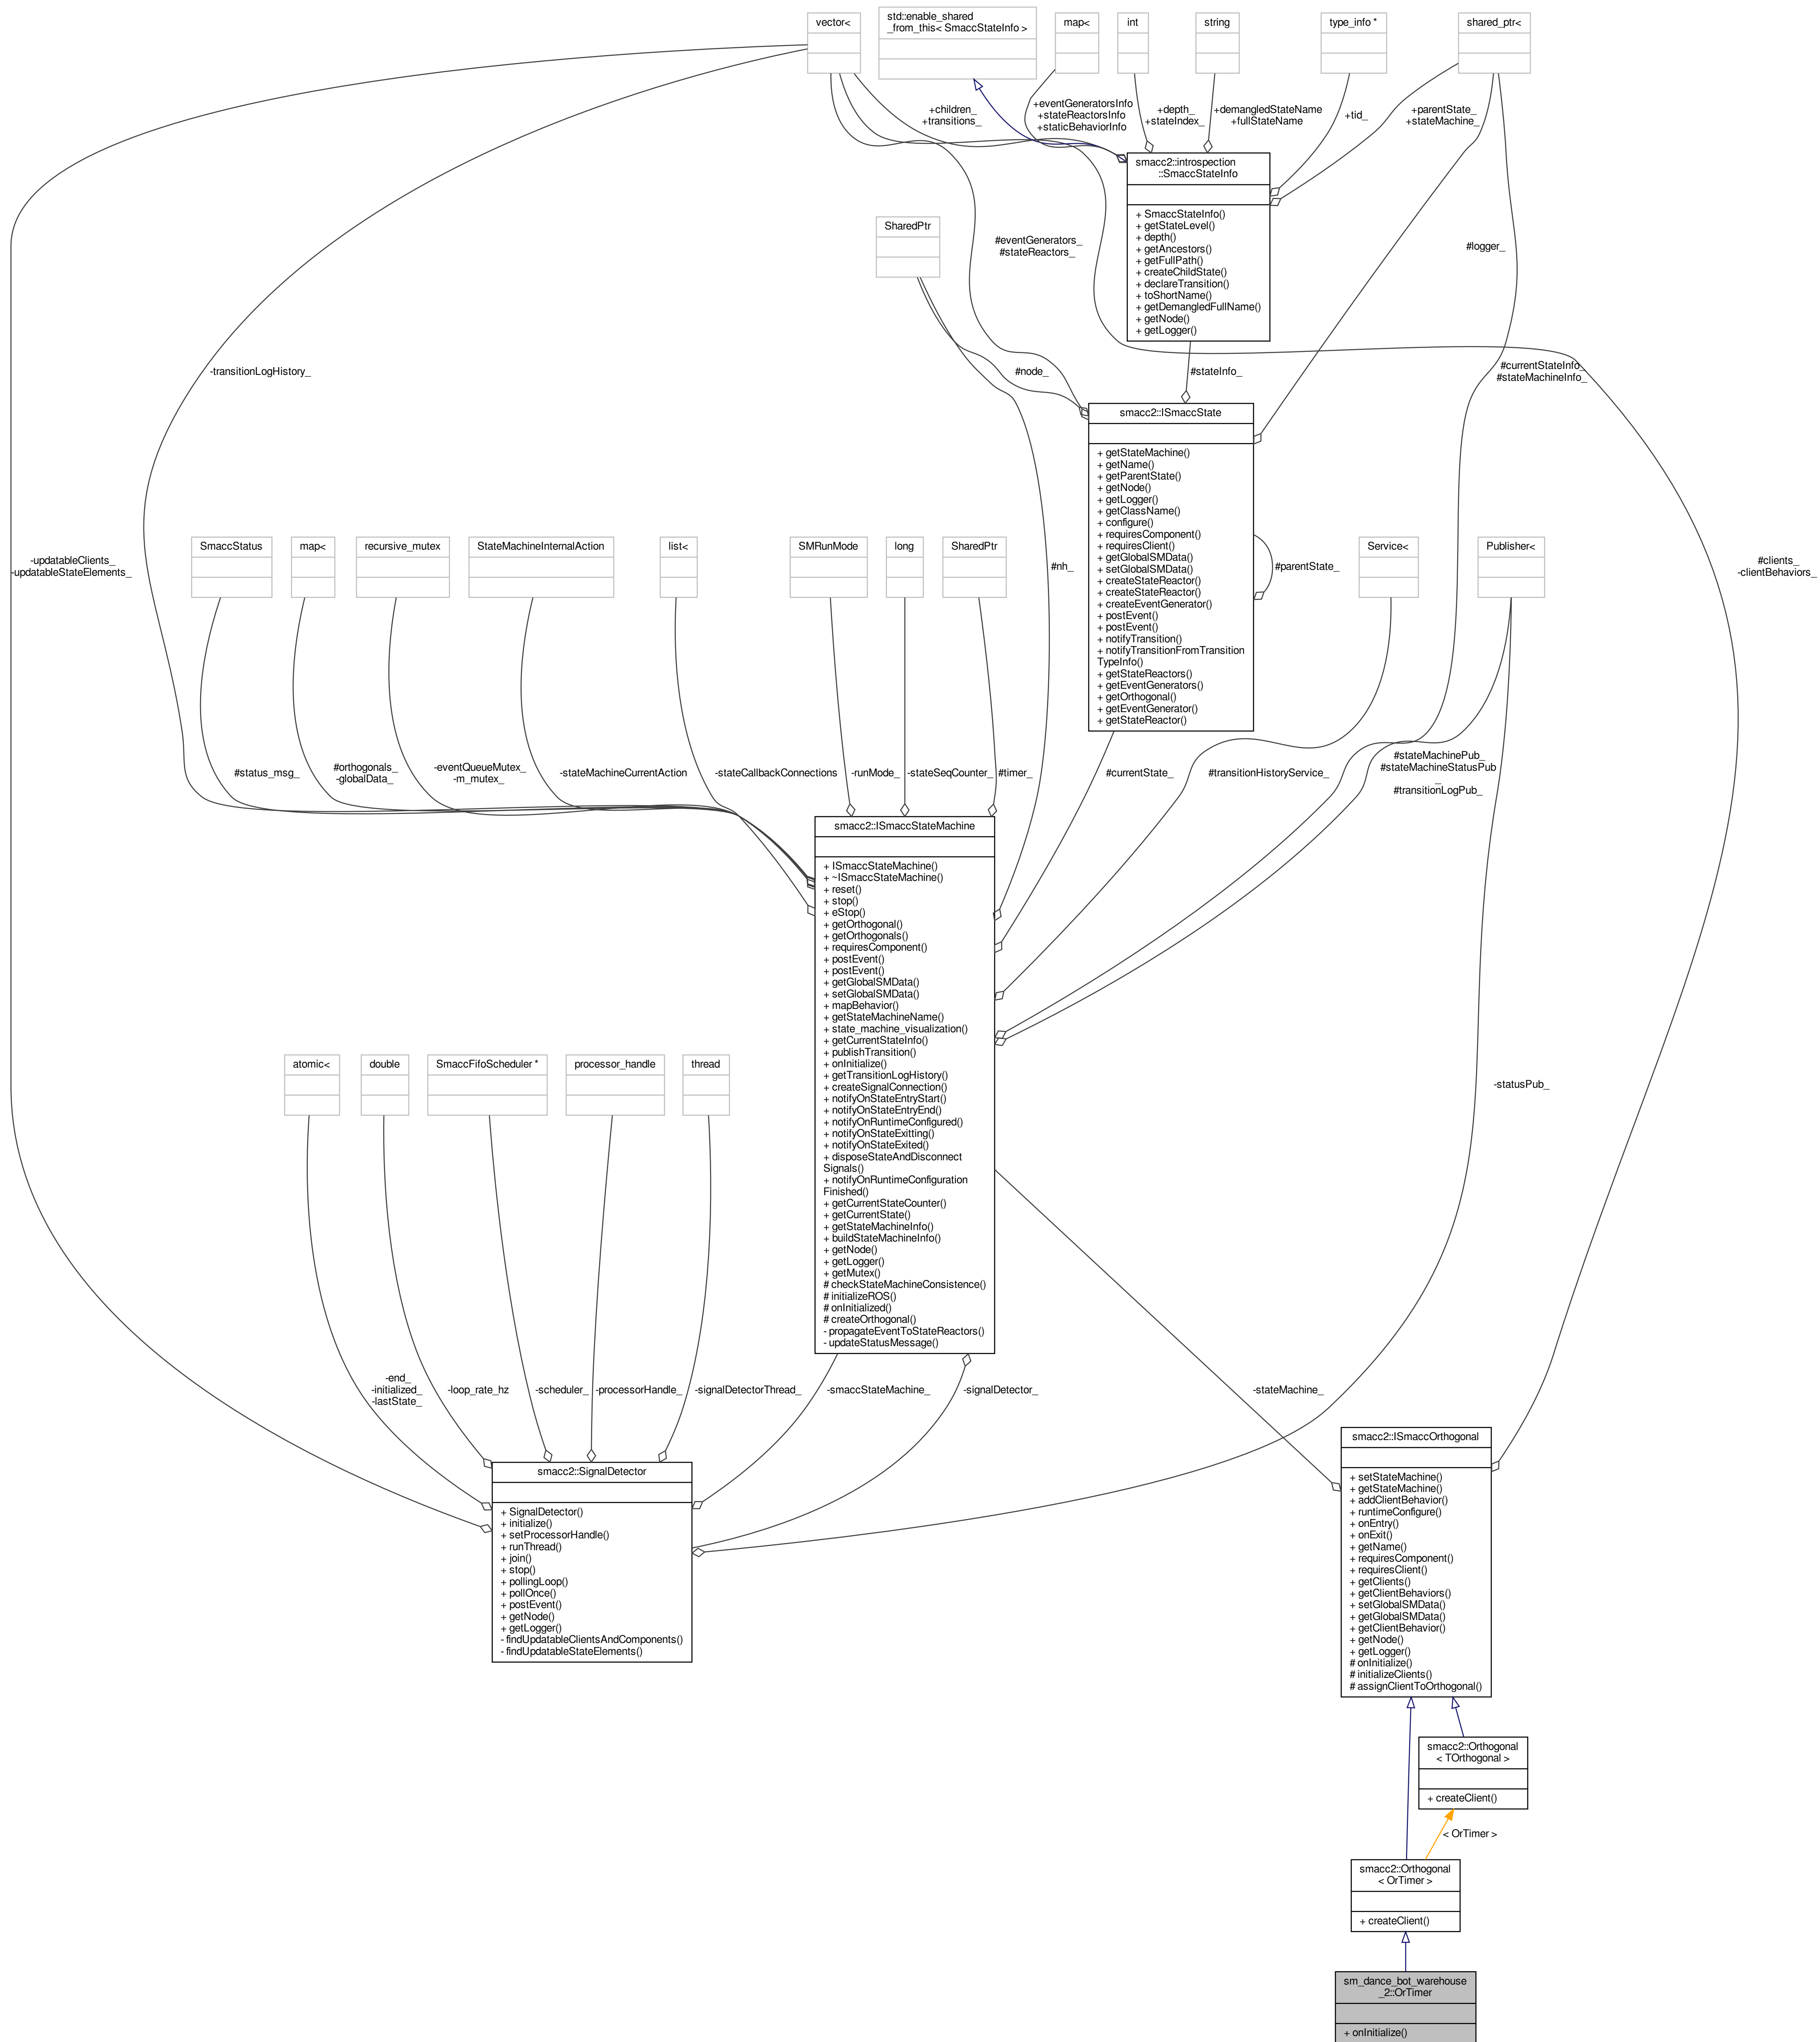 vector<
std::enable_shared
_from_this< SmaccStateInfo >
map<
int
string
type_info *
shared_ptr<
+children_
+transitions_
+eventGeneratorsInfo
+stateReactorsInfo
+staticBehaviorInfo
+depth_
+stateIndex_
+demangledStateName
+fullStateName
+tid_
+parentState_
+stateMachine_
smacc2::introspection
::SmaccStateInfo
+ SmaccStateInfo()
+ getStateLevel()
+ depth()
+ getAncestors()
+ getFullPath()
+ createChildState()
+ declareTransition()
+ toShortName()
+ getDemangledFullName()
+ getNode()
+ getLogger()
SharedPtr
#eventGenerators_
#stateReactors_
#logger_
-transitionLogHistory_
#node_
#stateInfo_
#currentStateInfo_
#stateMachineInfo_
smacc2::ISmaccState
+ getStateMachine()
+ getName()
+ getParentState()
+ getNode()
+ getLogger()
+ getClassName()
+ configure()
+ requiresComponent()
+ requiresClient()
+ getGlobalSMData()
+ setGlobalSMData()
+ createStateReactor()
+ createStateReactor()
+ createEventGenerator()
+ postEvent()
+ postEvent()
+ notifyTransition()
+ notifyTransitionFromTransition
TypeInfo()
+ getStateReactors()
+ getEventGenerators()
+ getOrthogonal()
+ getEventGenerator()
+ getStateReactor()
#parentState_
-updatableClients_
-updatableStateElements_
SmaccStatus
map<
recursive_mutex
StateMachineInternalAction
list<
SMRunMode
long
SharedPtr
#nh_
Service<
Publisher<
#clients_
-clientBehaviors_
#status_msg_
#orthogonals_
-globalData_
-eventQueueMutex_
-m_mutex_
-stateMachineCurrentAction
-stateCallbackConnections
-runMode_
-stateSeqCounter_
#timer_
#currentState_
#transitionHistoryService_
#stateMachinePub_
#stateMachineStatusPub
_
#transitionLogPub_
smacc2::ISmaccStateMachine
+ ISmaccStateMachine()
+ ~ISmaccStateMachine()
+ reset()
+ stop()
+ eStop()
+ getOrthogonal()
+ getOrthogonals()
+ requiresComponent()
+ postEvent()
+ postEvent()
+ getGlobalSMData()
+ setGlobalSMData()
+ mapBehavior()
+ getStateMachineName()
+ state_machine_visualization()
+ getCurrentStateInfo()
+ publishTransition()
+ onInitialize()
+ getTransitionLogHistory()
+ createSignalConnection()
+ notifyOnStateEntryStart()
+ notifyOnStateEntryEnd()
+ notifyOnRuntimeConfigured()
+ notifyOnStateExitting()
+ notifyOnStateExited()
+ disposeStateAndDisconnect
Signals()
+ notifyOnRuntimeConfiguration
Finished()
+ getCurrentStateCounter()
+ getCurrentState()
+ getStateMachineInfo()
+ buildStateMachineInfo()
+ getNode()
+ getLogger()
+ getMutex()
# checkStateMachineConsistence()
# initializeROS()
# onInitialized()
# createOrthogonal()
- propagateEventToStateReactors()
- updateStatusMessage()
atomic<
double
SmaccFifoScheduler *
processor_handle
thread
-statusPub_
-end_
-initialized_
-lastState_
-loop_rate_hz
-scheduler_
-processorHandle_
-signalDetectorThread_
-smaccStateMachine_
-signalDetector_
-stateMachine_
smacc2::SignalDetector
+ SignalDetector()
+ initialize()
+ setProcessorHandle()
+ runThread()
+ join()
+ stop()
+ pollingLoop()
+ pollOnce()
+ postEvent()
+ getNode()
+ getLogger()
- findUpdatableClientsAndComponents()
- findUpdatableStateElements()
smacc2::ISmaccOrthogonal
+ setStateMachine()
+ getStateMachine()
+ addClientBehavior()
+ runtimeConfigure()
+ onEntry()
+ onExit()
+ getName()
+ requiresComponent()
+ requiresClient()
+ getClients()
+ getClientBehaviors()
+ setGlobalSMData()
+ getGlobalSMData()
+ getClientBehavior()
+ getNode()
+ getLogger()
# onInitialize()
# initializeClients()
# assignClientToOrthogonal()
smacc2::Orthogonal
< TOrthogonal >
+ createClient()
< OrTimer >
smacc2::Orthogonal
< OrTimer >
+ createClient()
sm_dance_bot_warehouse
_2::OrTimer
+ onInitialize()